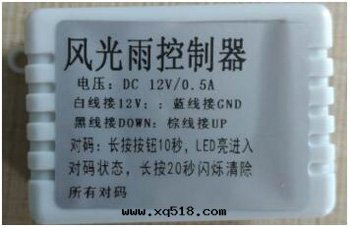 风光雨控制器
电压：DC 12V/0.5A
白线接12V；：蓝线接GND
黑线接DOWN：棕线接UP
对码：长按按钮10秒，LED亮进入
对码状态，长按20秒闪烁清除
所有对码
www.xq518.com